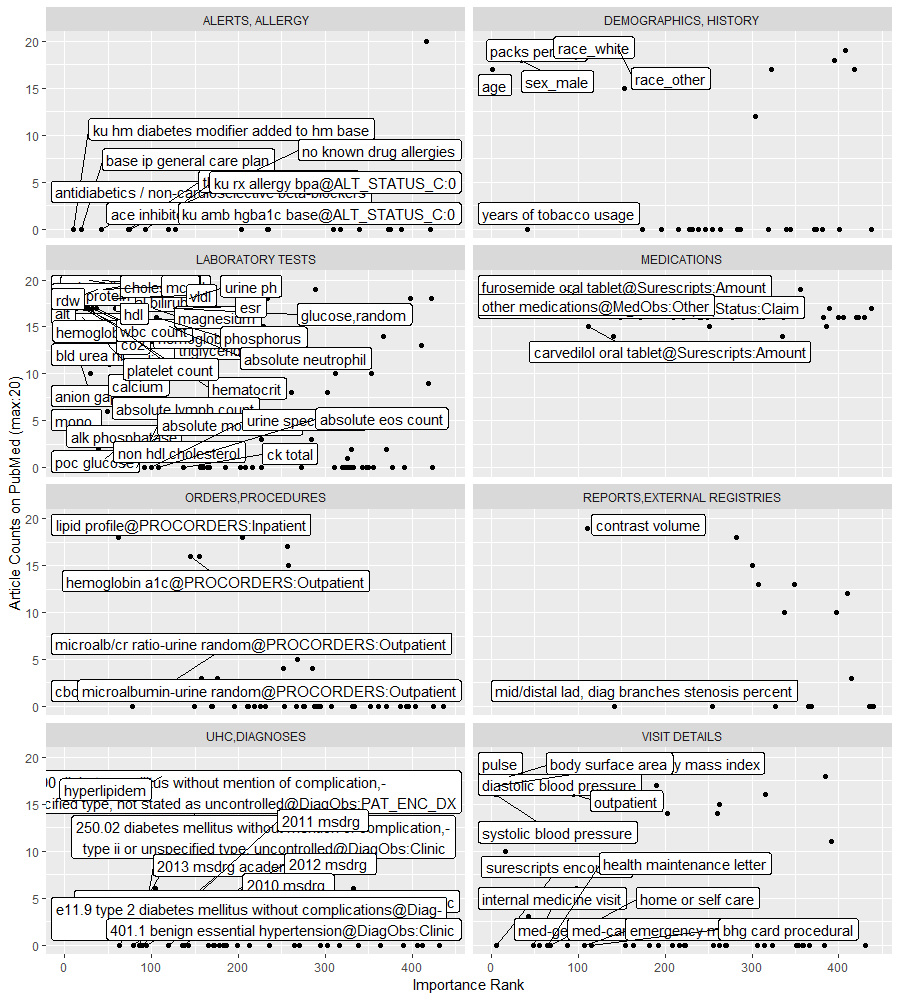 ALERTS, ALLERGY
DEMOGRAPHICS, HISTORY
20
15
10
5
0
ku hm diabetes modifier added to hm base
no known drug allergies
base ip general care plan
ku rx allergy bpa@ALT_STATUS_C:0
antidiabetics / non-cardioselective beta-blockers
ace inhibit
ku amb hgba1c base@ALT_STATUS_C:0
packs per
race_white
age
sex_male
race_other
years of tobacco usage
LABORATORY TESTS
MEDICATIONS
20
15
10
5
0
urine ph
rdw
vldl
esr
hdl
magnesium
glucose,random
alt
hemoglo
wbc count
phosphorus
bld urea n
absolute neutrophil
platelet count
calcium
hematocrit
anion ga
absolute lymph count
mono
absolute mo
urine spec
absolute eos count
alk phosphatase
non hdl cholesterol
ck total
poc glucose
furosemide oral tablet@Surescripts:Amount
other medications@MedObs:Other
Status:Claim
carvedilol oral tablet@Surescripts:Amount
Article Counts on PubMed (max:20)
ORDERS,PROCEDURES
REPORTS,EXTERNAL REGISTRIES
20
15
10
5
0
lipid profile@PROCORDERS:Inpatient
hemoglobin a1c@PROCORDERS:Outpatient
microalb/cr ratio-urine random@PROCORDERS:Outpatient
cbc
microalbumin-urine random@PROCORDERS:Outpatient
contrast volume
mid/distal lad, diag branches stenosis percent
UHC,DIAGNOSES
VISIT DETAILS
20
15
10
5
0
us without mention of complication,-
hyperlipidem
cified type, not stated as uncontrolled@DiagObs:PAT_ENC_DX
2011 msdrg
250.02 diabetes mellitus without mention of complication,-
type ii or unspecified type, uncontrolled@DiagObs:Clinic
2013 msdrg
2012 msdrg
2010 msdrg
e11.9 type 2 diabetes mellitus without complications@Diag-
401.1 benign essential hypertension@DiagObs:Clinic
pulse
body surface area
y mass index
diastolic blood pressure
outpatient
systolic blood pressure
surescripts enco
health maintenance letter
internal medicine visit
home or self care
med-ge
med-car
emergency m
bhg card procedural
0
100
200
300
400
0
100
200
300
400
Importance Rank